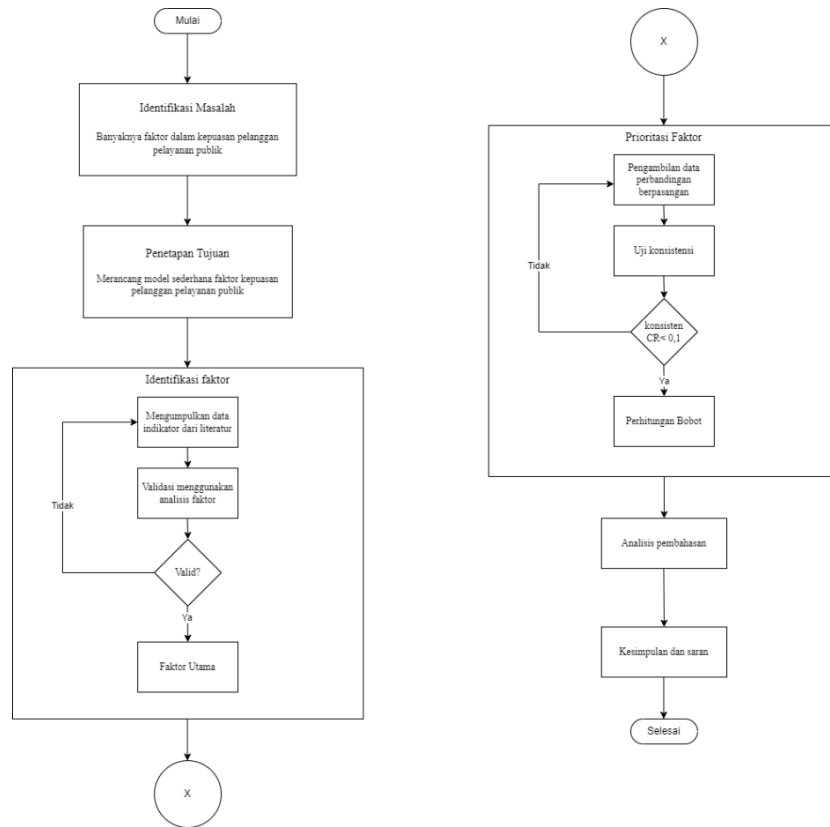 Mulai
Identifikasi Masalah
Banyaknya faktor dalam kepuasan pelanggan
pelayanan publik
Penetapan Tujuan
Merancang model sederhana faktor kepuasan
pelanggan pelayanan publik
Identifikasi faktor
Mengumpulkan data
indikator dari literatur
Validasi menggunakan
analisis faktor
Tidak
Valid?
Ya
Faktor Utama
X
X
Prioritasi Faktor
Pengambilan data
perbandingan
berpasangan
Uji konsistensi
Tidak
konsisten
CR< 0,1
Ya
Perhitungan Bobot
Analisis pembahasan
Kesimpulan dan saran
Selesai